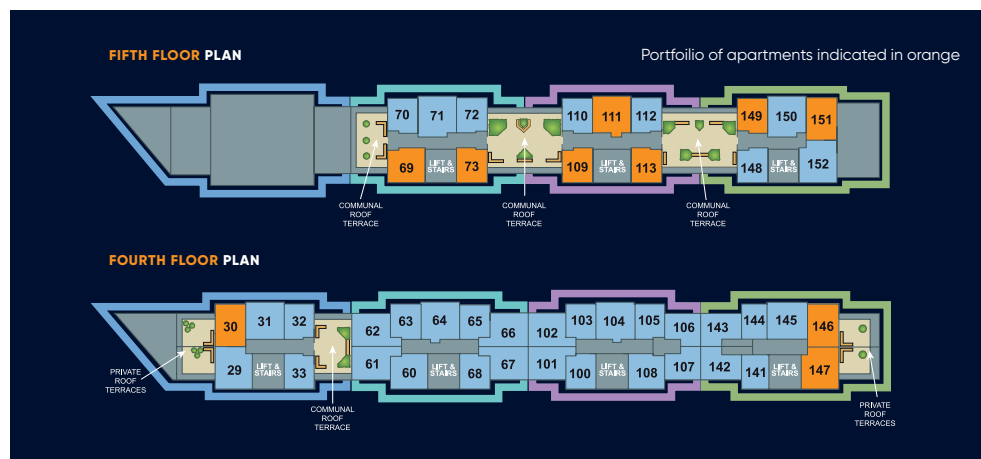 FIFTH FLOOR PLAN
Portfoilio of apartments indicated in orange
70 71 72
110 111 112
149 150 151
69 LIFT & STAIRS 73
109 LIFT & STAIRS 113
148 LIFT & STAIRS 152
COMMUNAL
ROOF
TERRACE
COMMUNAL
ROOF
TERRACE
COMMUNAL
ROOF
TERRACE
FOURTH FLOOR PLAN
30 31 32
62 63 64 65 66
102 103 104 105 106
143 144 145 146
29 LIFT & STAIRS 33
61 60 LIFT & STAIRS 68 67
101 100 LIFT & STAIRS 108 107
142 141 LIFT & STAIRS 147
PRIVATE
ROOF
TERRACES
COMMUNAL
ROOF
TERRACE
PRIVATE
ROOF
TERRACES